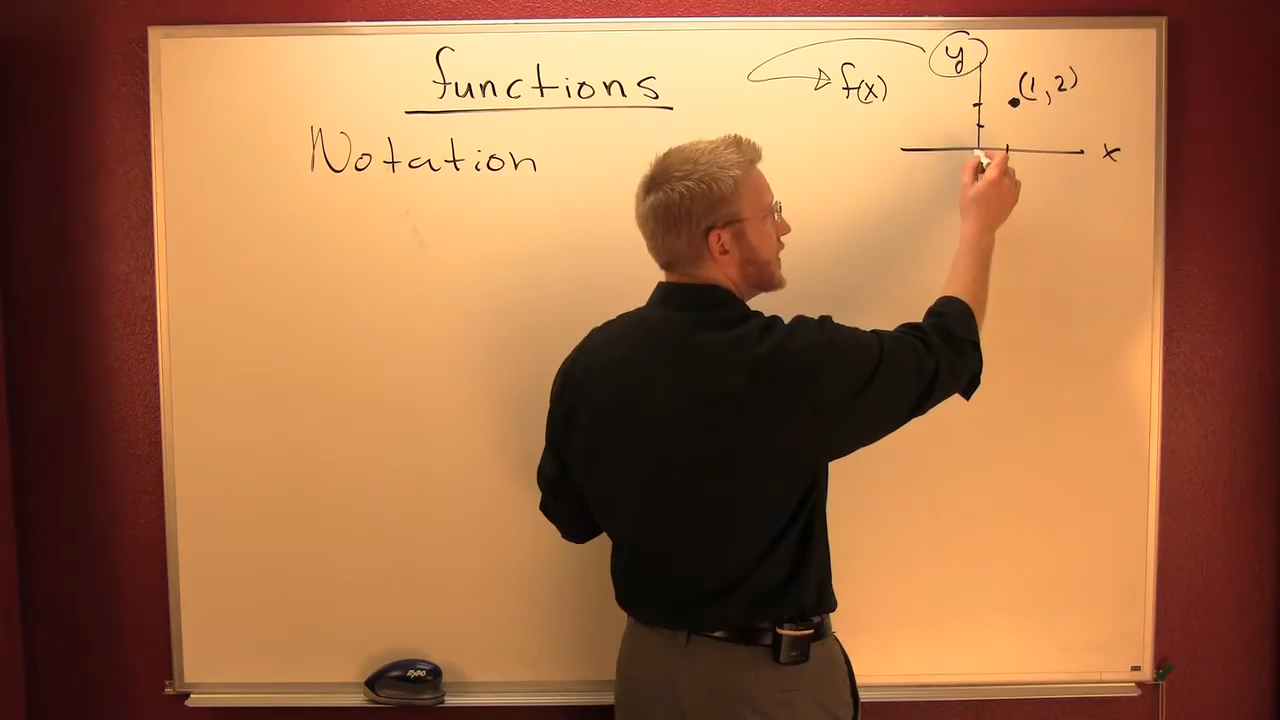 functions
Notation
f(x)
y
(1,2)
x
EXPO